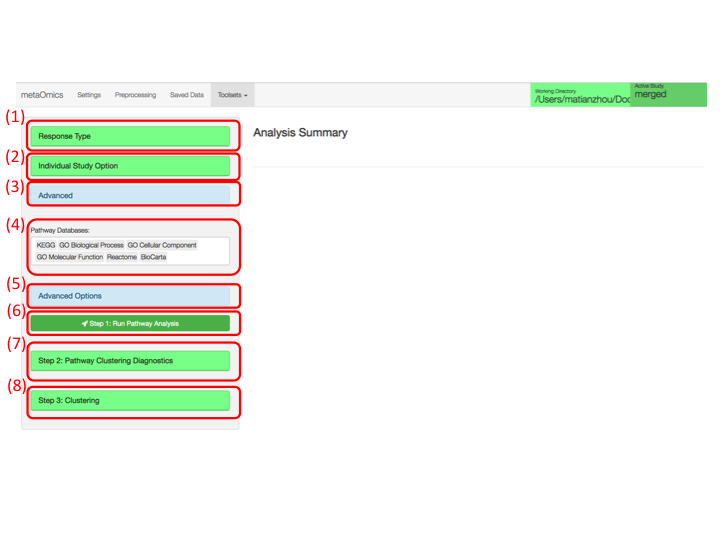 metaOmics Settings Preprocessing Saved Data Toolsets
Working Directory
/Users/matianzhou/Doc
Active Study
merged
Analysis Summary
(1) Response Type
(2) Individual Study Option
(3) Advanced
(4) Pathway Databases:
KEGG GO Biological Process GO Cellular Component
GO Molecular Function Reactome BioCarta
(5) Advanced Options
(6) Step 1: Run Pathway Analysis
(7) Step 2: Pathway Clustering Diagnostics
(8) Step 3: Clustering